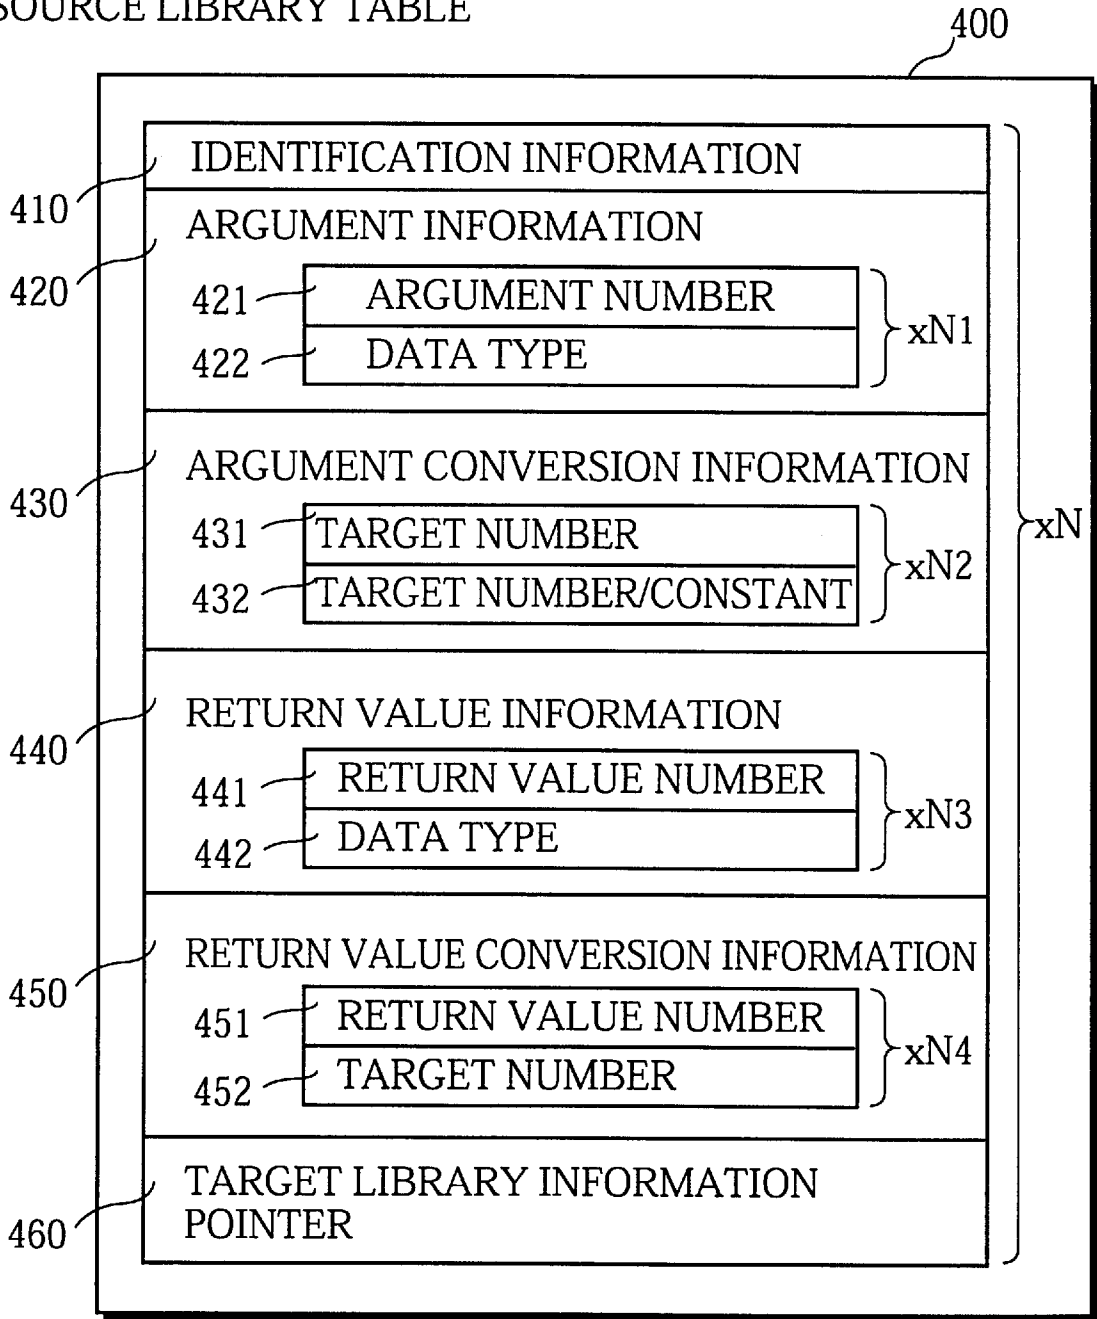 SOURCE LIBRARY TABLE
400
IDENTIFICATION INFORMATION
410
ARGUMENT INFORMATION
420
421 ARGUMENT NUMBER
xN1
422 DATA TYPE
430
ARGUMENT CONVERSION INFORMATION
431 TARGET NUMBER
xN
xN2
432 TARGET NUMBER/CONSTANT
440
RETURN VALUE INFORMATION
441 RETURN VALUE NUMBER
xN3
442 DATA TYPE
450
RETURN VALUE CONVERSION INFORMATION
451 RETURN VALUE NUMBER
xN4
452 TARGET NUMBER
460
TARGET LIBRARY INFORMATION
POINTER